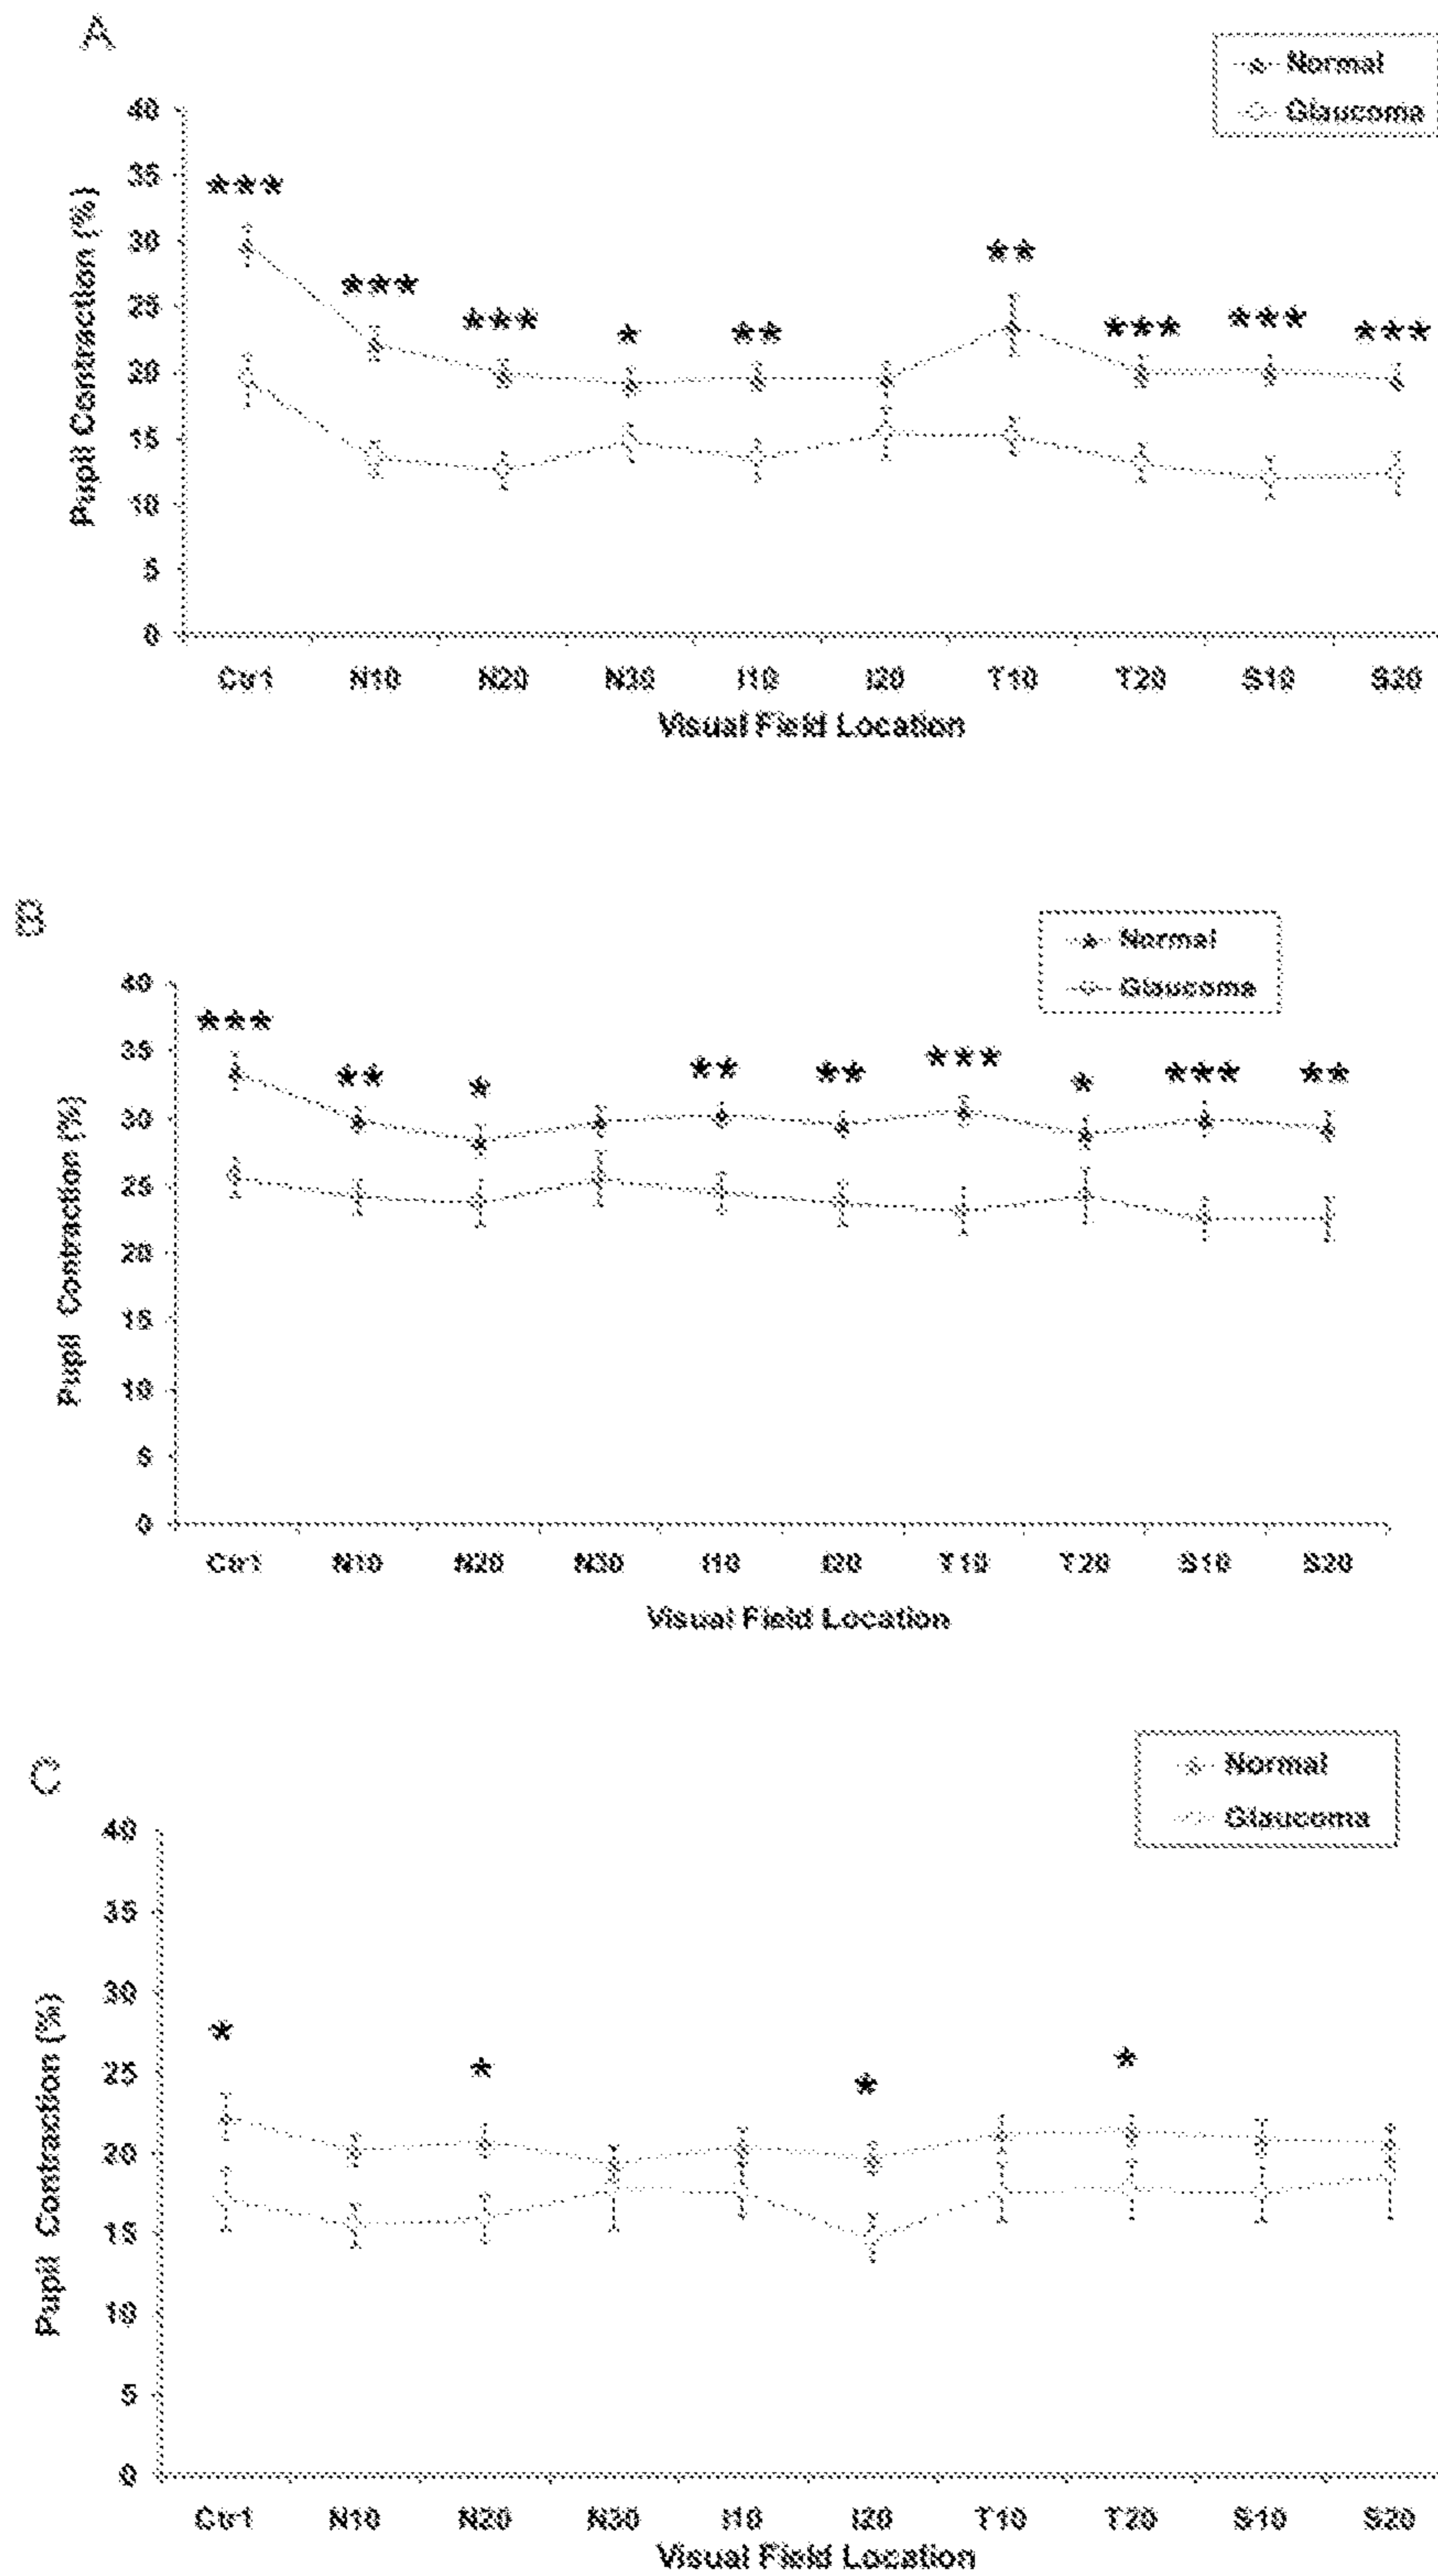 A
Normal
Glaucoma
40
35
30
25
20
15
10
5
0
Pupil Contraction (%)
***
***
***
*
**
**
***
***
***
Ctr1 N10 N20 N30 I10 I20 T10 T20 S10 S20
Visual Field Location
B
Normal
Glaucoma
40
35
30
25
20
15
10
5
0
Pupil Contraction (%)
***
**
*
**
**
***
*
***
**
Ctr1 N10 N20 N30 I10 I20 T10 T20 S10 S20
Visual Field Location
C
Normal
Glaucoma
40
35
30
25
20
15
10
5
0
Pupil Contraction (%)
*
*
*
*
Ctr1 N10 N20 N30 I10 I20 T10 T20 S10 S20
Visual Field Location